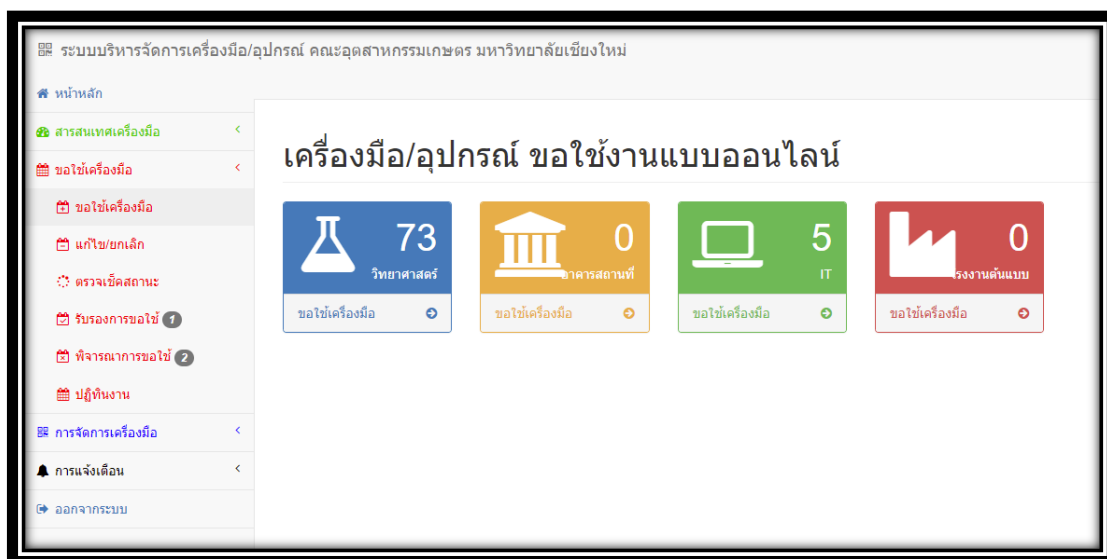 ระบบบริหารจัดการเครื่องมือ/อุปกรณ์ คณะอุตสาหกรรมเกษตร มหาวิทยาลัยเชียงใหม่
หน้าหลัก
สารสนเทศเครื่องมือ
ขอใช้เครื่องมือ
ขอใช้เครื่องมือ
แก้ไข/ยกเลิก
ตรวจเช็คสถานะ
รับรองการขอใช้ 1
พิจารณาการขอใช้ 2
ปฏิทินงาน
การจัดการเครื่องมือ
การแจ้งเตือน
ออกจากระบบ
เครื่องมือ/อุปกรณ์ ขอใช้งานแบบออนไลน์
73
วิทยาศาสตร์
ขอใช้เครื่องมือ
0
อาคารสถานที่
ขอใช้เครื่องมือ
5
IT
ขอใช้เครื่องมือ
0
โรงงานต้นแบบ
ขอใช้เครื่องมือ